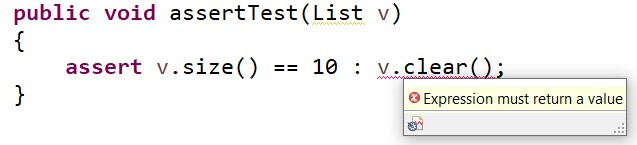 public void assertTest(List v)
{
    assert v.size() == 10 : v.clear();
Expression must return a value
}